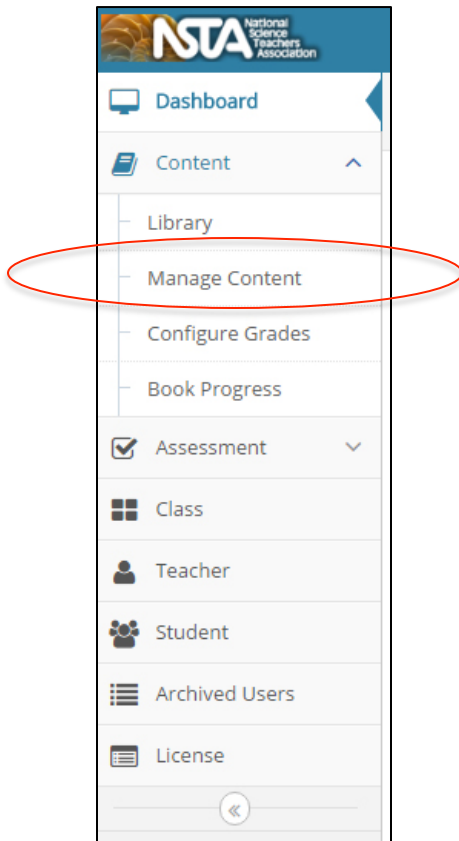 NSTA
National
Science
Teachers
Association
Dashboard
Content
Library
Manage Content
Configure Grades
Book Progress
Assessment
Class
Teacher
Student
Archived Users
License